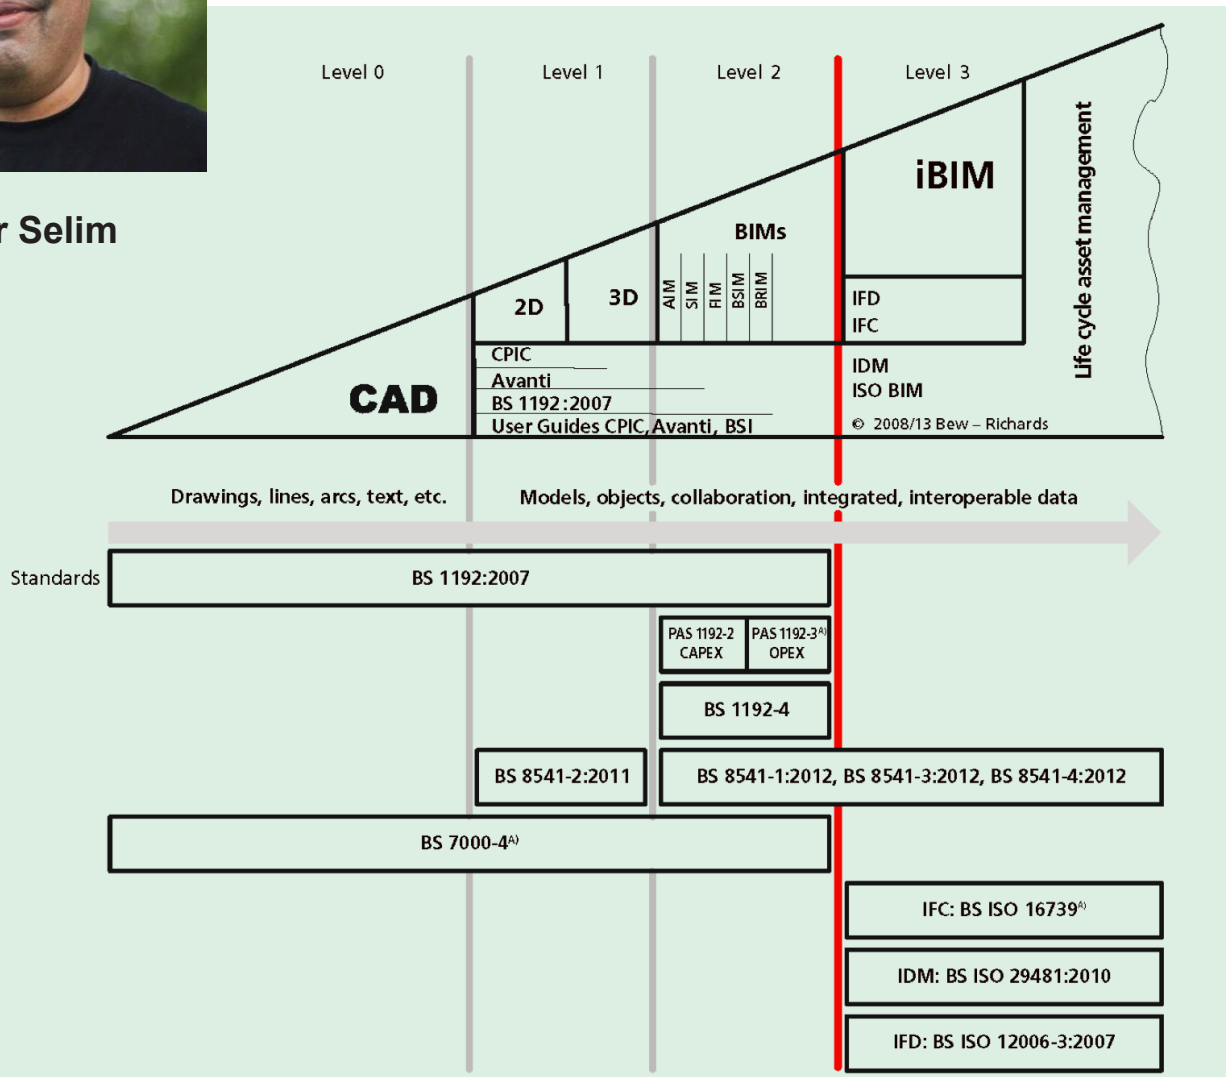 r Selim
Level 0
Level 1
Level 2
Level 3
iBIM
Life cycle asset management
BIMs
2D
3D
AIM
SIM
FIM
BSIM
BRIM
IFD
IFC
CPIC
Avanti
BS 1192:2007
User Guides CPIC, Avanti, BSI
CAD
IDM
ISO BIM
© 2008/13 Bew – Richards
Drawings, lines, arcs, text, etc.
Models, objects, collaboration, integrated, interoperable data
Standards
BS 1192:2007
PAS 1192-2
CAPEX
PAS 1192-3A)
OPEX
BS 1192-4
BS 8541-2:2011
BS 8541-1:2012, BS 8541-3:2012, BS 8541-4:2012
BS 7000-4A)
IFC: BS ISO 16739A)
IDM: BS ISO 29481:2010
IFD: BS ISO 12006-3:2007